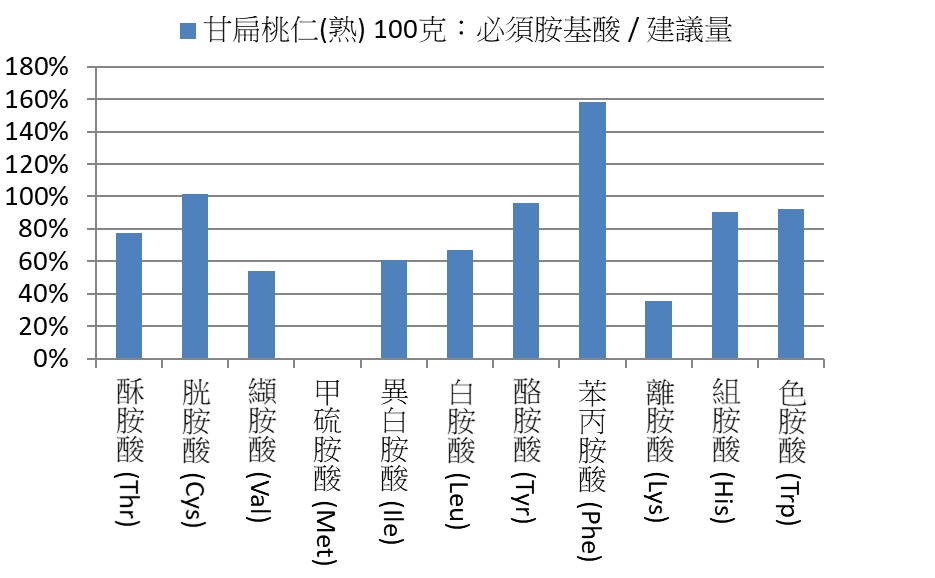 甘扁桃仁(熟) 100克：必須胺基酸 / 建議量
180%
160%
140%
120%
100%
80%
60%
40%
20%
0%
酥胺酸 (Thr)
胱胺酸 (Cys)
纈胺酸 (Val)
甲硫胺酸 (Met)
異白胺酸 (Ile)
白胺酸 (Leu)
酪胺酸 (Tyr)
苯丙胺酸 (Phe)
離胺酸 (Lys)
組胺酸 (His)
色胺酸 (Trp)